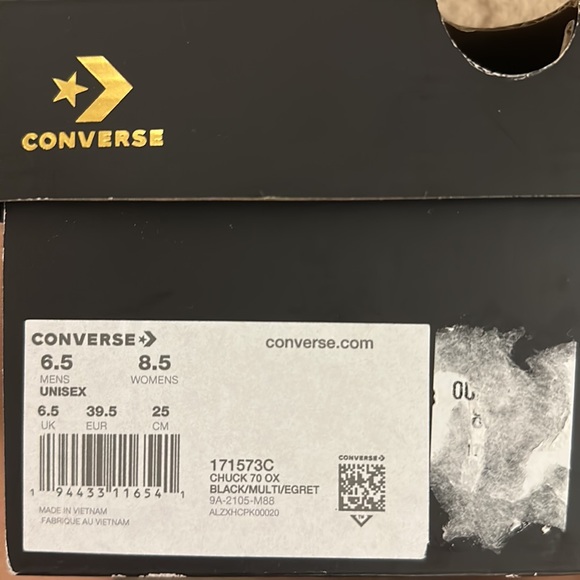 CONVERSE
CONVERSE
converse.com
6.5 8.5
MENS WOMENS
UNISEX
6.5 39.5 25
UK EUR CM
1 94433 11654 1
171573C
CHUCK 70 OX
BLACK/MULTI/EGRET
9A-2105-M88
ALZXHCPK00020
CONVERSE
MADE IN VIETNAM
FABRIQUE AU VIETNAM